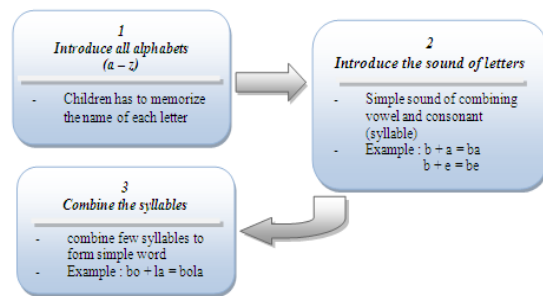 1
Introduce all alphabets
(a – z)
- Children has to memorize
the name of each letter
2
Introduce the sound of letters
- Simple sound of combining
vowel and consonant
(syllable)
- Example : b + a = ba
b + e = be
3
Combine the syllables
- combine few syllables to
form simple word
- Example : bo + la = bola